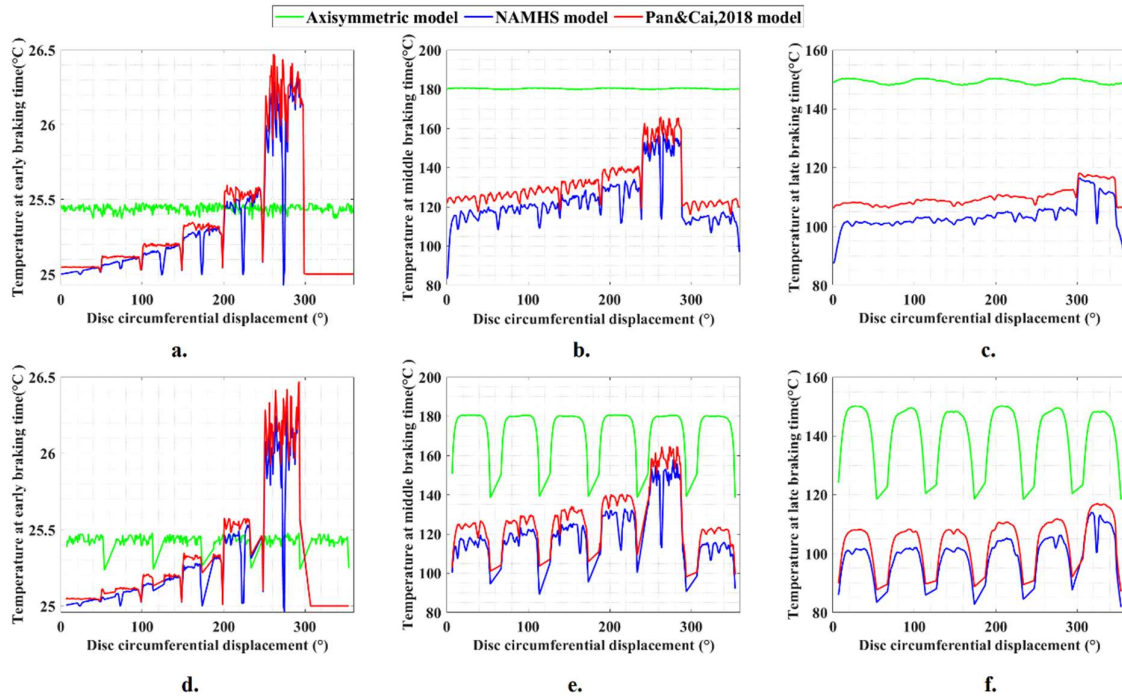 Axisymmetric model NAMHS model Pan&Cai,2018 model
Temperature at early braking time(°C )
26.5
26
25.5
25
0 100 200 300
Disc circumferential displacement (°)
a.
Temperature at middle braking time(°C )
200
180
160
140
120
100
80
0 100 200 300
Disc circumferential displacement (°)
b.
Temperature at late braking time(°C )
160
140
120
100
80
0 100 200 300
Disc circumferential displacement (°)
c.
Temperature at early braking time(°C )
26.5
26
25.5
25
0 100 200 300
Disc circumferential displacement (°)
d.
Temperature at middle braking time(°C )
200
180
160
140
120
100
80
0 100 200 300
Disc circumferential displacement (°)
e.
Temperature at late braking time(°C )
160
140
120
100
80
0 100 200 300
Disc circumferential displacement (°)
f.